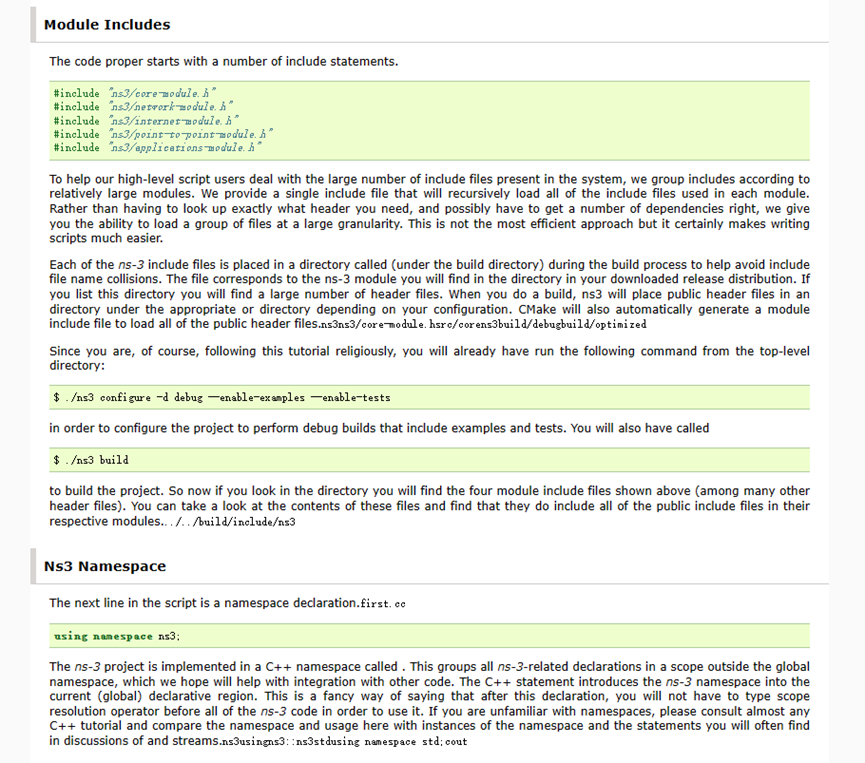 Module Includes
The code proper starts with a number of include statements.
#include "ns3/core-module.h"
#include "ns3/network-module.h"
#include "ns3/internet-module.h"
#include "ns3/point-to-point-module.h"
#include "ns3/applications-module.h"
To help our high-level script users deal with the large number of include files present in the system, we group includes according to
relatively large modules. We provide a single include file that will recursively load all of the include files used in each module.
Rather than having to look up exactly what header you need, and possibly have to get a number of dependencies right, we give
you the ability to load a group of files at a large granularity. This is not the most efficient approach but it certainly makes writing
scripts much easier.
Each of the ns-3 include files is placed in a directory called (under the build directory) during the build process to help avoid include
file name collisions. The file corresponds to the ns-3 module you will find in the directory in your downloaded release distribution. If
you list this directory you will find a large number of header files. When you do a build, ns3 will place public header files in an
directory under the appropriate or directory depending on your configuration. CMake will also automatically generate a module
include file to load all of the public header files.ns3ns3/core-module.hsrc/corens3build/debugbuild/optimized
Since you are, of course, following this tutorial religiously, you will already have run the following command from the top-level
directory:
$ ./ns3 configure -d debug --enable-examples --enable-tests
in order to configure the project to perform debug builds that include examples and tests. You will also have called
$ ./ns3 build
to build the project. So now if you look in the directory you will find the four module include files shown above (among many other
header files). You can take a look at the contents of these files and find that they do include all of the public include files in their
respective modules.../../build/include/ns3
Ns3 Namespace
The next line in the script is a namespace declaration.first.cc
using namespace ns3;
The ns-3 project is implemented in a C++ namespace called . This groups all ns-3-related declarations in a scope outside the global
namespace, which we hope will help with integration with other code. The C++ statement introduces the ns-3 namespace into the
current (global) declarative region. This is a fancy way of saying that after this declaration, you will not have to type scope
resolution operator before all of the ns-3 code in order to use it. If you are unfamiliar with namespaces, please consult almost any
C++ tutorial and compare the namespace and usage here with instances of the namespace and the statements you will often find
in discussions of and streams.ns3usingns3::ns3stdusing namespace std;cout